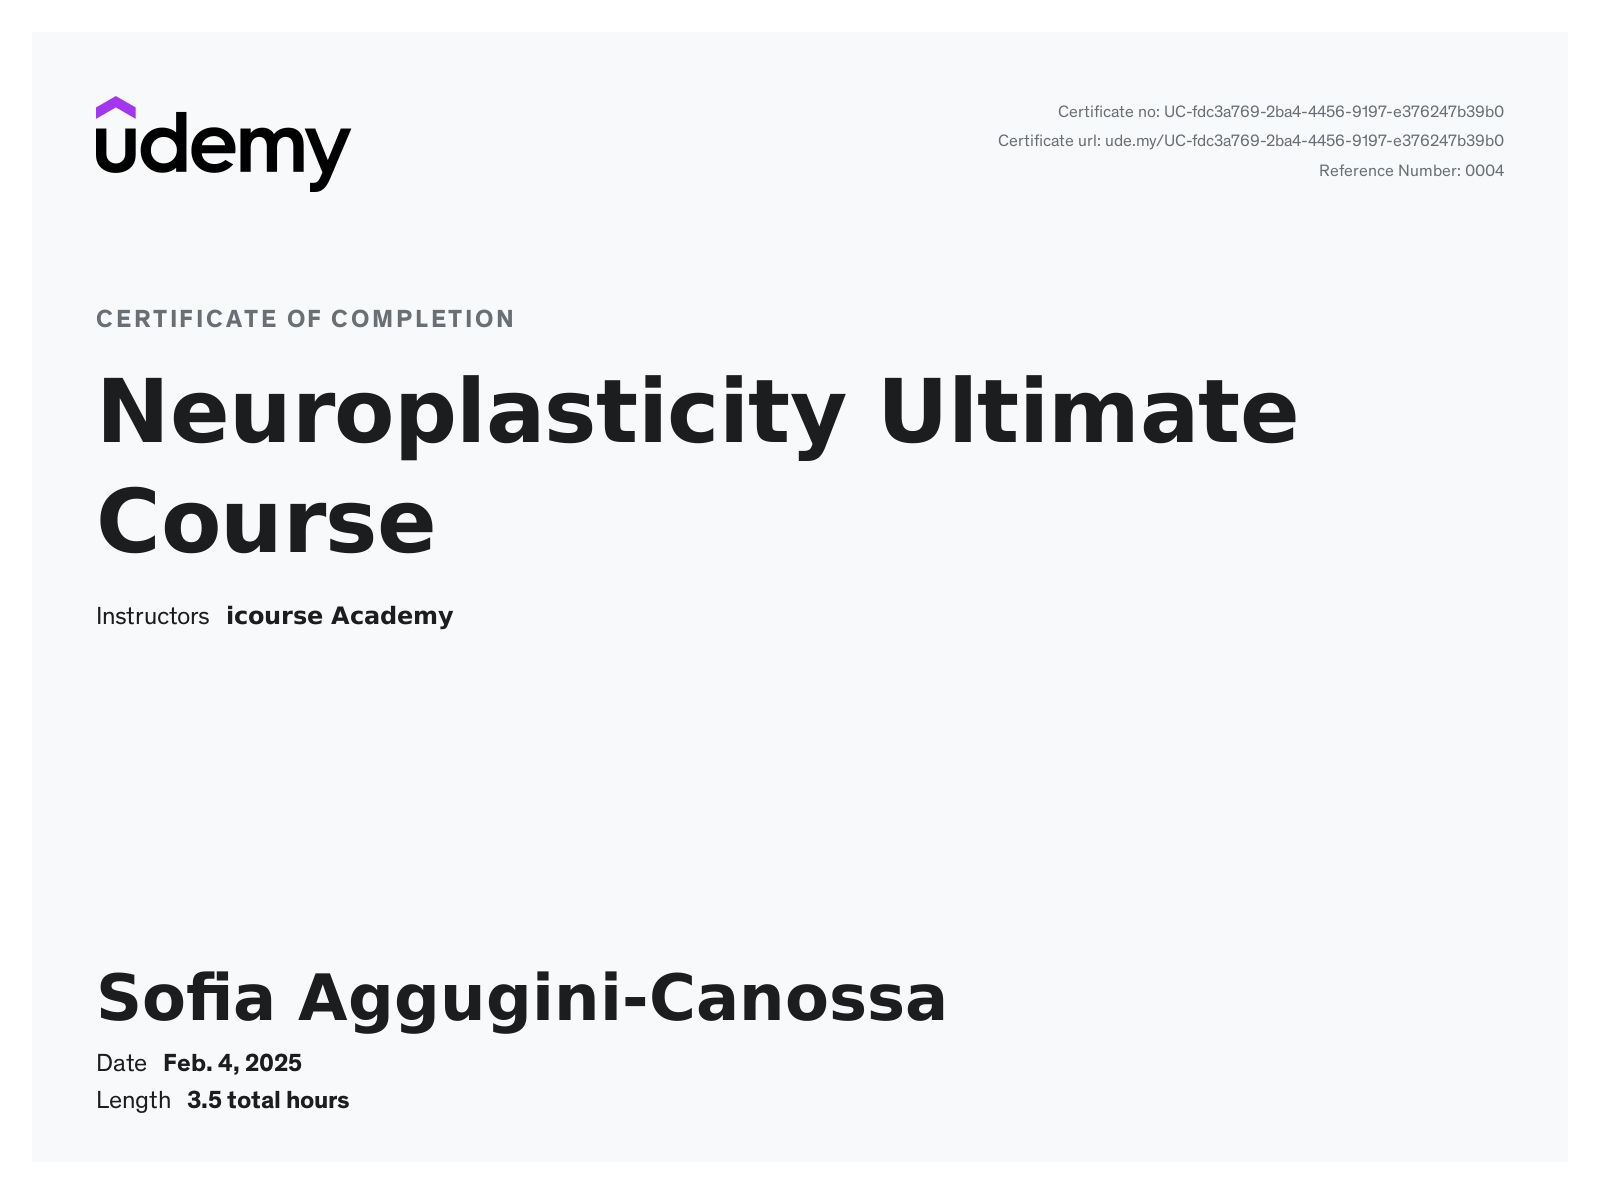 udemy
Certificate no: UC-fdc3a769-2ba4-4456-9197-e376247b39b0
Certificate url: ude.my/UC-fdc3a769-2ba4-4456-9197-e376247b39b0
Reference Number: 0004
CERTIFICATE OF COMPLETION
Neuroplasticity Ultimate
Course
Instructors icourse Academy
Sofia Aggugini-Canossa
Date Feb. 4, 2025
Length 3.5 total hours